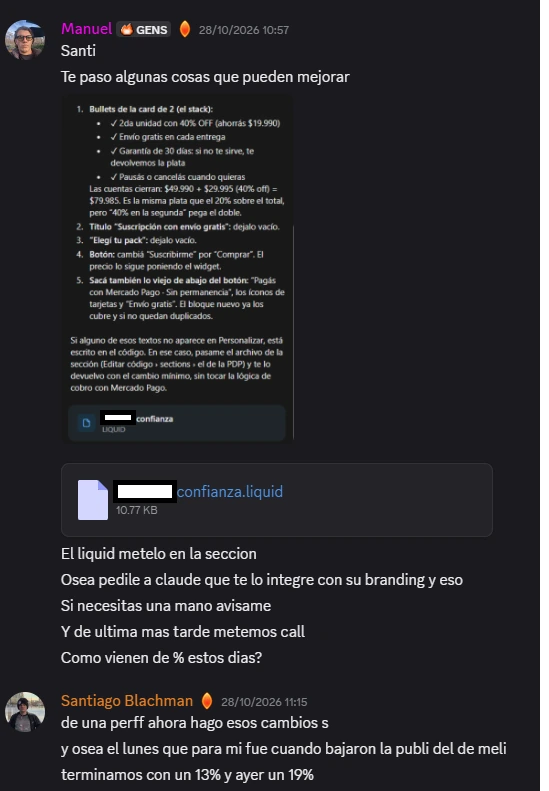 Manuel GENS 28/10/2026 10:57
Santi
Te paso algunas cosas que pueden mejorar
1. Bullets de la card de 2 (el stack):
• ✓ 2da unidad con 40% OFF (ahorrás $19.990)
• ✓ Envío gratis en cada entrega
• ✓ Garantía de 30 días: si no te sirve, te
devolvemos la plata
• ✓ Pausás o cancelás cuando quieras
Las cuentas cierran: $49.990 + $29.995 (40% off) =
$79.985. Es la misma plata que el 20% sobre el total,
pero "40% en la segunda" pega el doble.
2. Título "Suscripción con envío gratis": dejalo vacío.
3. "Elegí tu pack": dejalo vacío.
4. Botón: cambiá "Suscribirme" por "Comprar". El
precio lo sigue poniendo el widget.
5. Sacá también lo viejo de abajo del botón: "Pagás
con Mercado Pago · Sin permanencia", los íconos de
tarjetas y "Envío gratis". El bloque nuevo ya los
cubre y si no quedan duplicados.
Si alguno de esos textos no aparece en Personalizar, está
escrito en el código. En ese caso, pasame el archivo de la
sección (Editar código › sections › el de la PDP) y te lo
devuelvo con el cambio mínimo, sin tocar la lógica de
cobro con Mercado Pago.
confianza
LIQUID
confianza.liquid
10.77 KB
El liquid metelo en la seccion
Osea pedile a claude que te lo integre con su branding y eso
Si necesitas una mano avisame
Y de ultima mas tarde metemos call
Como vienen de % estos dias?
Santiago Blachman 28/10/2026 11:15
de una perff ahora hago esos cambios s
y osea el lunes que para mi fue cuando bajaron la publi del de meli
terminamos con un 13% y ayer un 19%